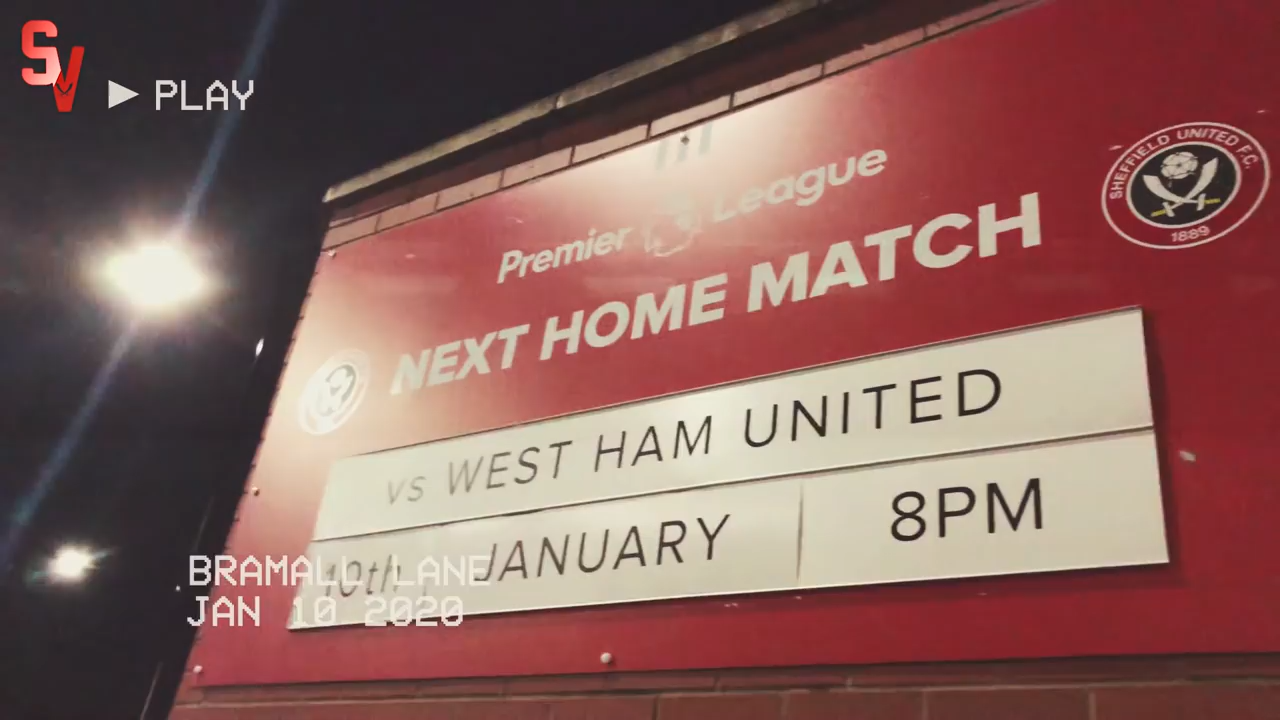 SV
PLAY
Premier League
NEXT HOME MATCH
SHEFFIELD UNITED F.C.
1889
vs WEST HAM UNITED
10th JANUARY
8PM
BRAMALL LANE
JAN 10 2020